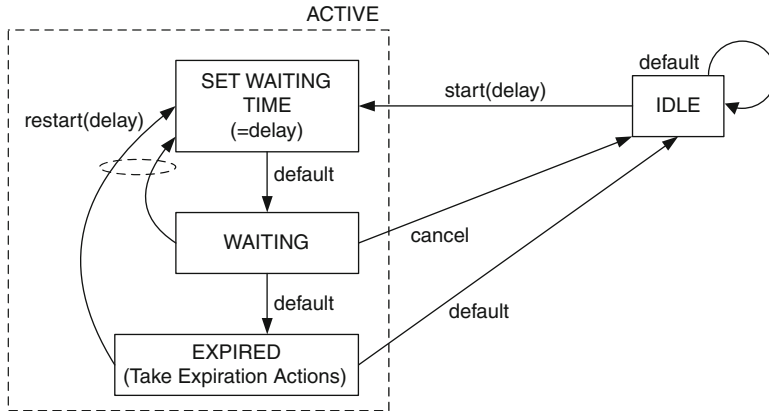 ACTIVE
SET WAITING
TIME
(=delay)
start(delay)
default
IDLE
restart(delay)
default
WAITING
cancel
default
default
EXPIRED
(Take Expiration Actions)